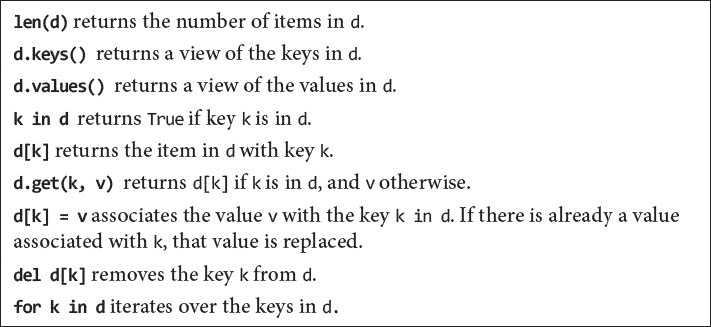 len(d) returns the number of items in d.
d.keys() returns a view of the keys in d.
d.values() returns a view of the values in d.
k in d returns True if key k is in d.
d[k] returns the item in d with key k.
d.get(k, v) returns d[k] if k is in d, and v otherwise.
d[k] = v associates the value v with the key k in d. If there is already a value
associated with k, that value is replaced.
del d[k] removes the key k from d.
for k in d iterates over the keys in d.